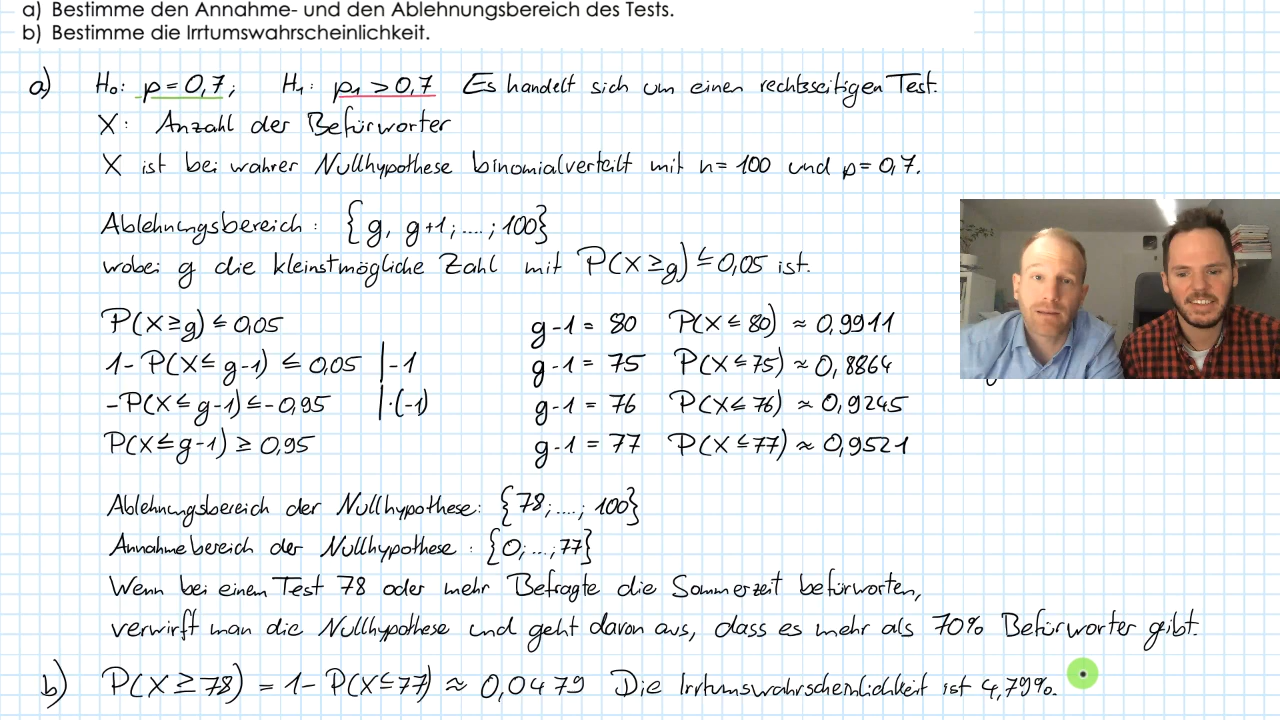 a) Bestimme den Annahme- und den Ablehnungsbereich des Tests.
b) Bestimme die Irrtumswahrscheinlichkeit.
a) H₀: p = 0,7; H₁: p₁ > 0,7 Es handelt sich um einen rechtsseitigen Test.
X: Anzahl der Befürworter
X ist bei wahrer Nullhypothese binomialverteilt mit n = 100 und p = 0,7.
Ablehnungsbereich: {g, g+1; ....; 100}
wobei g die kleinstmögliche Zahl mit P(X ≥ g) ≤ 0,05 ist.
P(X ≥ g) ≤ 0,05 g-1 = 80 P(X ≤ 80) ≈ 0,9911
1 - P(X ≤ g-1) ≤ 0,05 | -1 g-1 = 75 P(X ≤ 75) ≈ 0,8864
-P(X ≤ g-1) ≤ -0,95 | ·(-1) g-1 = 76 P(X ≤ 76) ≈ 0,9245
P(X ≤ g-1) ≥ 0,95 g-1 = 77 P(X ≤ 77) ≈ 0,9521
Ablehnungsbereich der Nullhypothese: {78; ....; 100}
Annahmebereich der Nullhypothese: {0; ...; 77}
Wenn bei einem Test 78 oder mehr Befragte die Sommerzeit befürworten,
verwirft man die Nullhypothese und geht davon aus, dass es mehr als 70% Befürworter gibt.
b) P(X ≥ 78) = 1 - P(X ≤ 77) ≈ 0,0479 Die Irrtumswahrscheinlichkeit ist 4,79%.